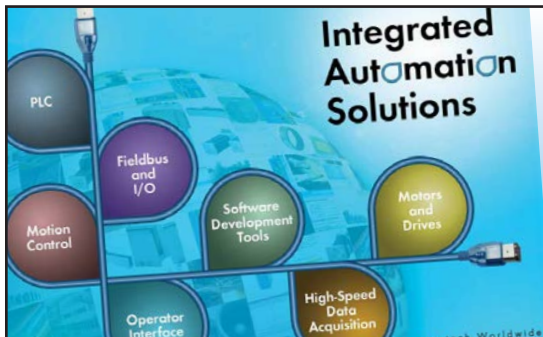 Integrated
Automation
Solutions
PLC
Fieldbus
and
I/O
Motion
Control
Software
Development
Tools
Motors
and
Drives
Operator
Interface
High-Speed
Data
Acquisition
Worldwide